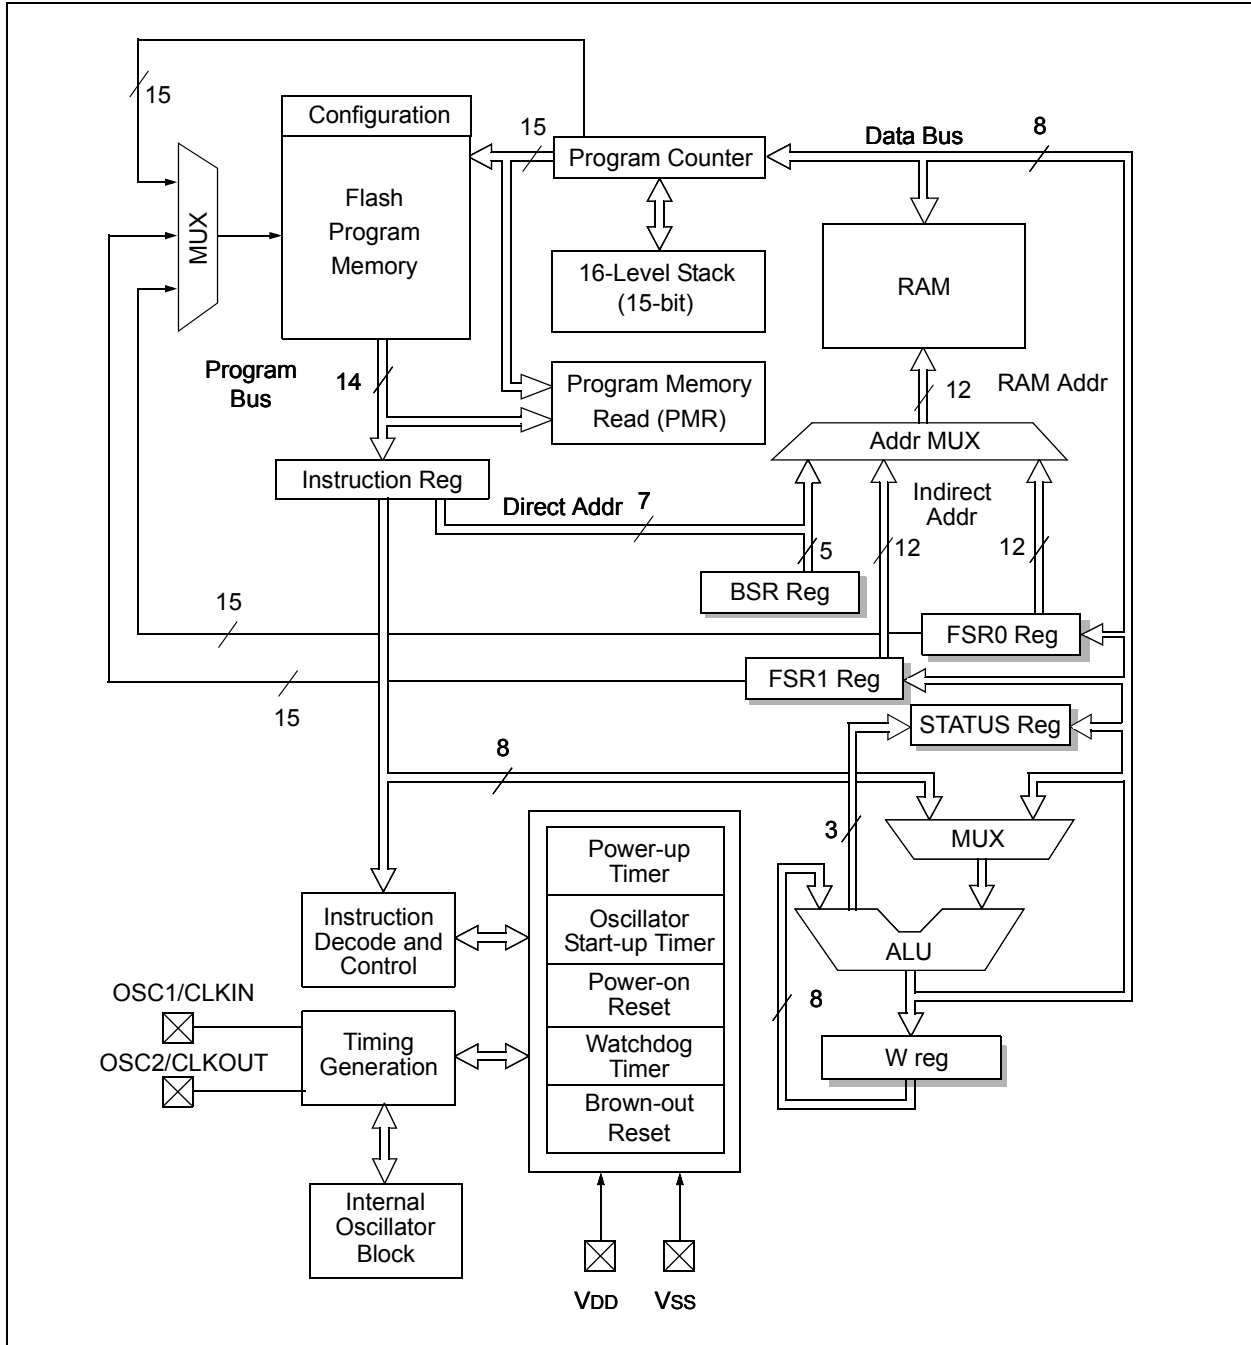 15
Configuration
15
Program Counter
Data Bus
8
Flash
Program
Memory
MUX
16-Level Stack
(15-bit)
RAM
Program
Bus
14
Program Memory
Read (PMR)
12
RAM Addr
Addr MUX
Instruction Reg
Direct Addr
7
Indirect
Addr
5
12
12
BSR Reg
15
FSR0 Reg
FSR1 Reg
15
STATUS Reg
8
3
MUX
Power-up
Timer
Oscillator
Start-up Timer
Power-on
Reset
Watchdog
Timer
Brown-out
Reset
Instruction
Decode and
Control
ALU
OSC1/CLKIN
8
Timing
Generation
OSC2/CLKOUT
W reg
Internal
Oscillator
Block
VDD
VSS